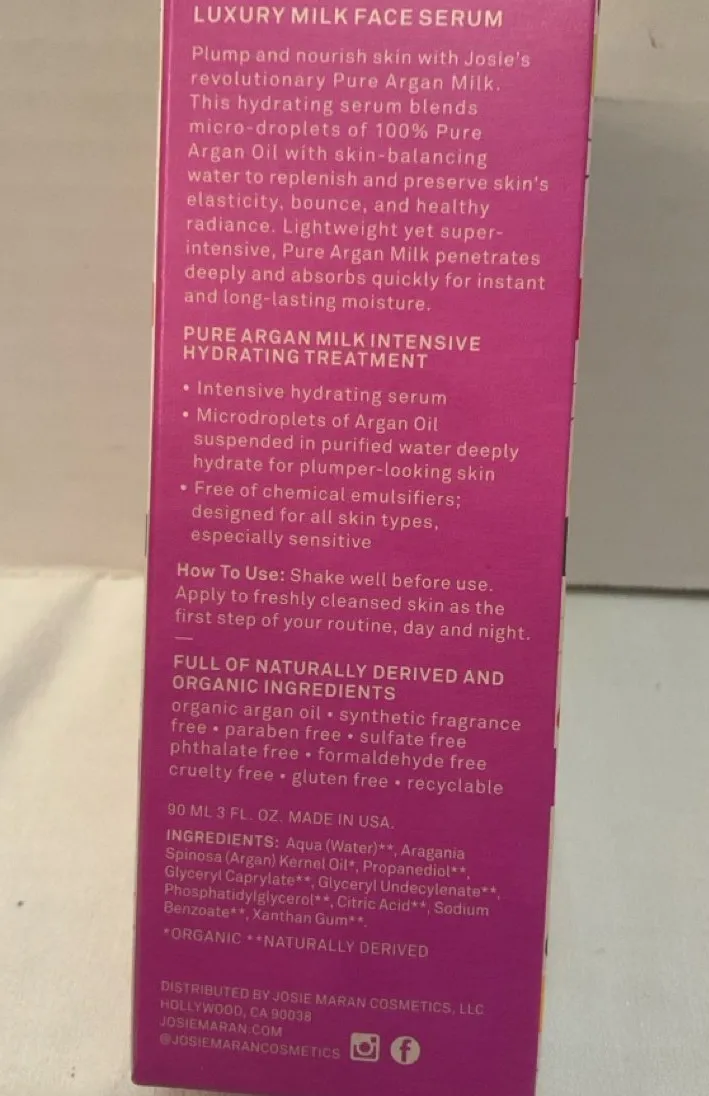 LUXURY MILK FACE SERUM
Plump and nourish skin with Josie's
revolutionary Pure Argan Milk.
This hydrating serum blends
micro-droplets of 100% Pure
Argan Oil with skin-balancing
water to replenish and preserve skin's
elasticity, bounce, and healthy
radiance. Lightweight yet super-
intensive, Pure Argan Milk penetrates
deeply and absorbs quickly for instant
and long-lasting moisture.
PURE ARGAN MILK INTENSIVE
HYDRATING TREATMENT
• Intensive hydrating serum
• Microdroplets of Argan Oil
suspended in purified water deeply
hydrate for plumper-looking skin
• Free of chemical emulsifiers;
designed for all skin types,
especially sensitive
How To Use: Shake well before use.
Apply to freshly cleansed skin as the
first step of your routine, day and night.
FULL OF NATURALLY DERIVED AND
ORGANIC INGREDIENTS
organic argan oil • synthetic fragrance
free • paraben free • sulfate free
phthalate free • formaldehyde free
cruelty free • gluten free • recyclable
90 ML 3 FL. OZ. MADE IN USA.
INGREDIENTS: Aqua (Water)**, Aragania
Spinosa (Argan) Kernel Oil*, Propanediol**,
Glyceryl Caprylate**, Glyceryl Undecylenate**,
Phosphatidylglycerol**, Citric Acid**, Sodium
Benzoate**, Xanthan Gum**.
*ORGANIC **NATURALLY DERIVED
DISTRIBUTED BY JOSIE MARAN COSMETICS, LLC
HOLLYWOOD, CA 90038
JOSIEMARAN.COM
@JOSIEMARANCOSMETICS